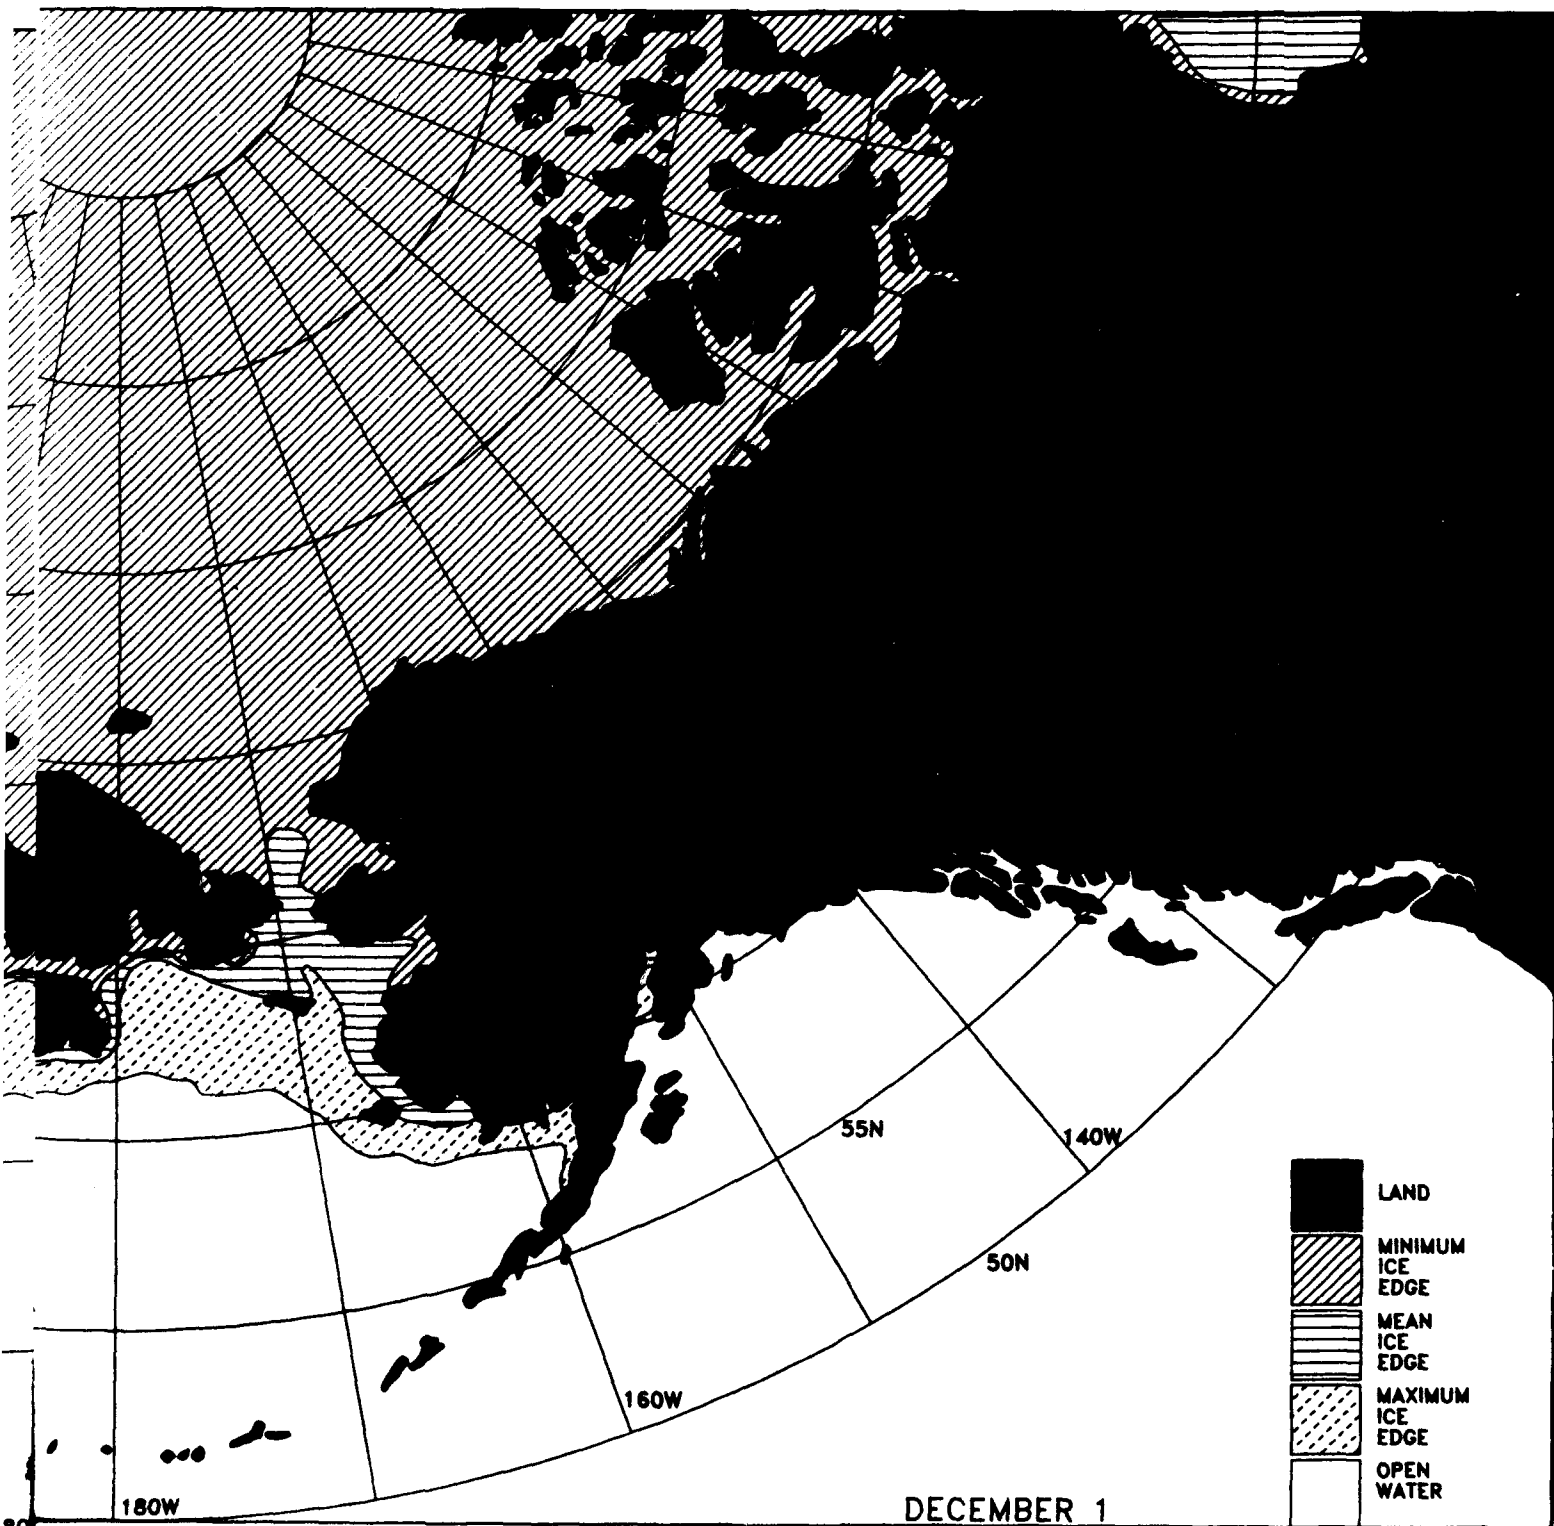 55N
140W
LAND
MINIMUM
ICE
EDGE
50N
MEAN
ICE
EDGE
160W
MAXIMUM
ICE
EDGE
OPEN
WATER
180W
DECEMBER 1